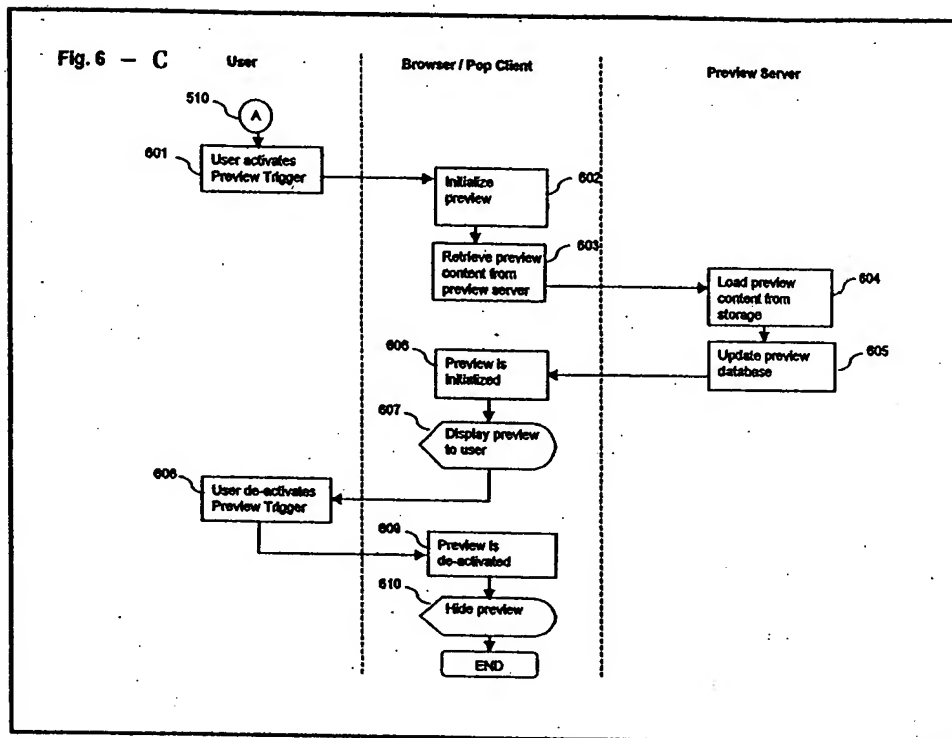 Fig. 6 – C
User
Browser / Pop Client
Preview Server
510
A
601
User activates
Preview Trigger
602
Initialize
preview
603
Retrieve preview
content from
preview server
604
Load preview
content from
storage
605
Update preview
database
606
Preview is
initialized
607
Display preview
to user
606
User de-activates
Preview Trigger
609
Preview is
de-activated
610
Hide preview
END